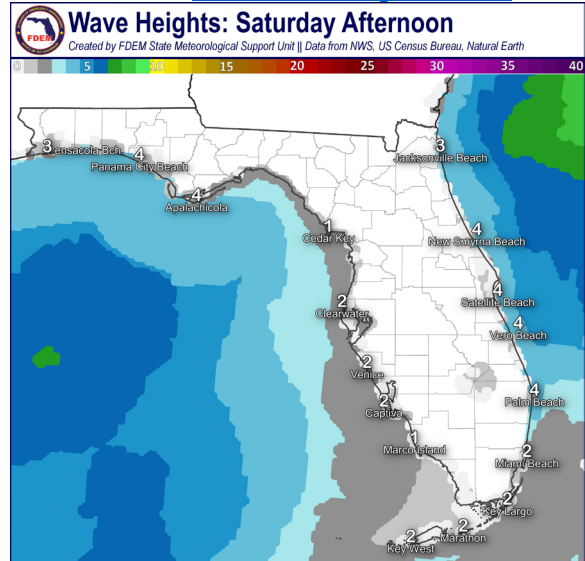 FDEM
Wave Heights: Saturday Afternoon
Created by FDEM State Meteorological Support Unit || Data from NWS, US Census Bureau, Natural Earth
0 5 10 15 20 25 30 35 40
3
Pensacola Bch.
4
Panama City Beach
3
Jacksonville Beach
4
Apalachicola
1
Cedar Key
4
New Smyrna Beach
2
Clearwater
4
Satellite Beach
4
Vero Beach
2
Venice
2
Captiva
4
Palm Beach
1
Marco Island
2
Miami Beach
2
Key Largo
2
Marathon
2
Key West